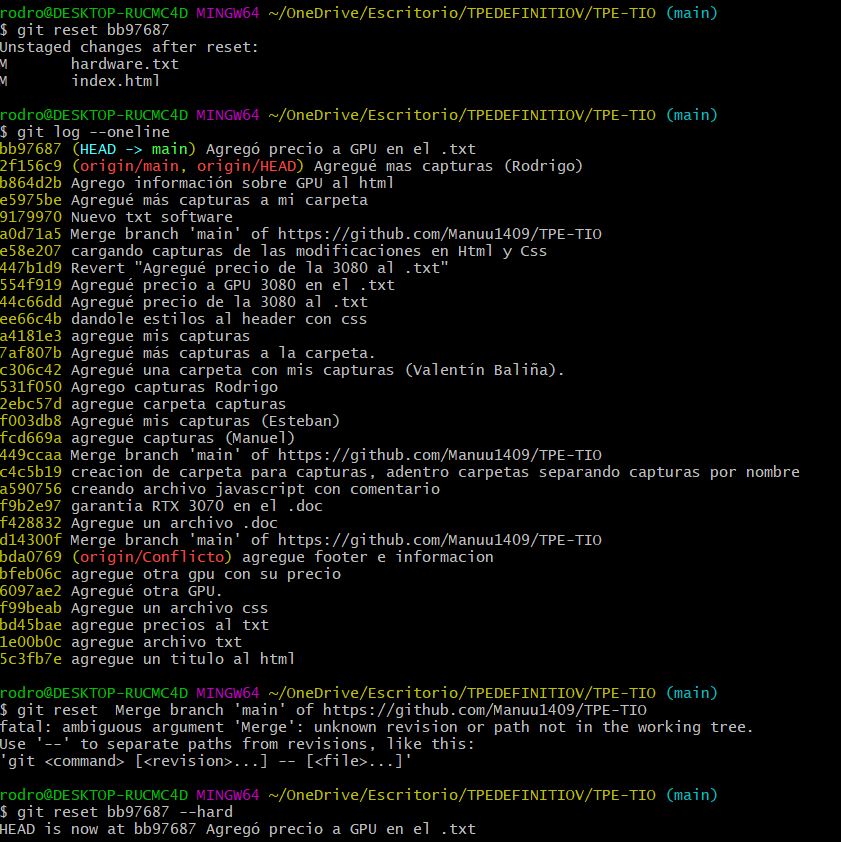 rodro@DESKTOP-RUCMC4D MINGW64 ~/OneDrive/Escritorio/TPEDEFINITIOV/TPE-TIO (main)
$ git reset bb97687
Unstaged changes after reset:
M       hardware.txt
M       index.html
rodro@DESKTOP-RUCMC4D MINGW64 ~/OneDrive/Escritorio/TPEDEFINITIOV/TPE-TIO (main)
$ git log --oneline
bb97687 (HEAD -> main) Agregó precio a GPU en el .txt
2f156c9 (origin/main, origin/HEAD) Agregué mas capturas (Rodrigo)
b864d2b Agrego información sobre GPU al html
e5975be Agregué más capturas a mi carpeta
9179970 Nuevo txt software
a0d71a5 Merge branch 'main' of https://github.com/Manuu1409/TPE-TIO
e58e207 cargando capturas de las modificaciones en Html y Css
447b1d9 Revert "Agregué precio de la 3080 al .txt"
554f919 Agregué precio a GPU 3080 en el .txt
44c66dd Agregué precio de la 3080 al .txt
ee66c4b dandole estilos al header con css
a4181e3 agregue mis capturas
7af807b Agregué más capturas a la carpeta.
c306c42 Agregué una carpeta con mis capturas (Valentín Baliña).
531f050 Agrego capturas Rodrigo
2ebc57d agregue carpeta capturas
f003db8 Agregué mis capturas (Esteban)
fcd669a agregue capturas (Manuel)
449ccaa Merge branch 'main' of https://github.com/Manuu1409/TPE-TIO
c4c5b19 creacion de carpeta para capturas, adentro carpetas separando capturas por nombre
a590756 creando archivo javascript con comentario
f9b2e97 garantia RTX 3070 en el .doc
f428832 Agregue un archivo .doc
d14300f Merge branch 'main' of https://github.com/Manuu1409/TPE-TIO
bda0769 (origin/Conflicto) agregue footer e informacion
bfeb06c agregue otra gpu con su precio
6097ae2 Agregué otra GPU.
f99beab Agregue un archivo css
bd45bae agregue precios al txt
1e00b0c agregue archivo txt
5c3fb7e agregue un titulo al html
rodro@DESKTOP-RUCMC4D MINGW64 ~/OneDrive/Escritorio/TPEDEFINITIOV/TPE-TIO (main)
$ git reset  Merge branch 'main' of https://github.com/Manuu1409/TPE-TIO
fatal: ambiguous argument 'Merge': unknown revision or path not in the working tree.
Use '--' to separate paths from revisions, like this:
'git <command> [<revision>...] -- [<file>...]'
rodro@DESKTOP-RUCMC4D MINGW64 ~/OneDrive/Escritorio/TPEDEFINITIOV/TPE-TIO (main)
$ git reset bb97687 --hard
HEAD is now at bb97687 Agregó precio a GPU en el .txt